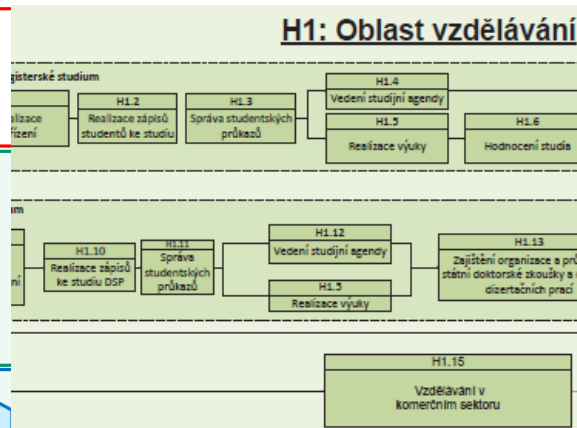 H1: Oblast vzdělávání
gisterské studium
H1.2
Realizace zápisů
studentů ke studiu
H1.3
Správa studentských
průkazů
H1.4
Vedení studijní agendy
H1.5
Realizace výuky
H1.6
Hodnocení studia
H1.10
Realizace zápisů
ke studiu DSP
H1.11
Správa
studentských
průkazů
H1.12
Vedení studijní agendy
H1.5
Realizace výuky
H1.13
Zajištění organizace a prů
státní doktorské zkoušky a
dizertačních prací
H1.15
Vzdělávání v
komerčním sektoru